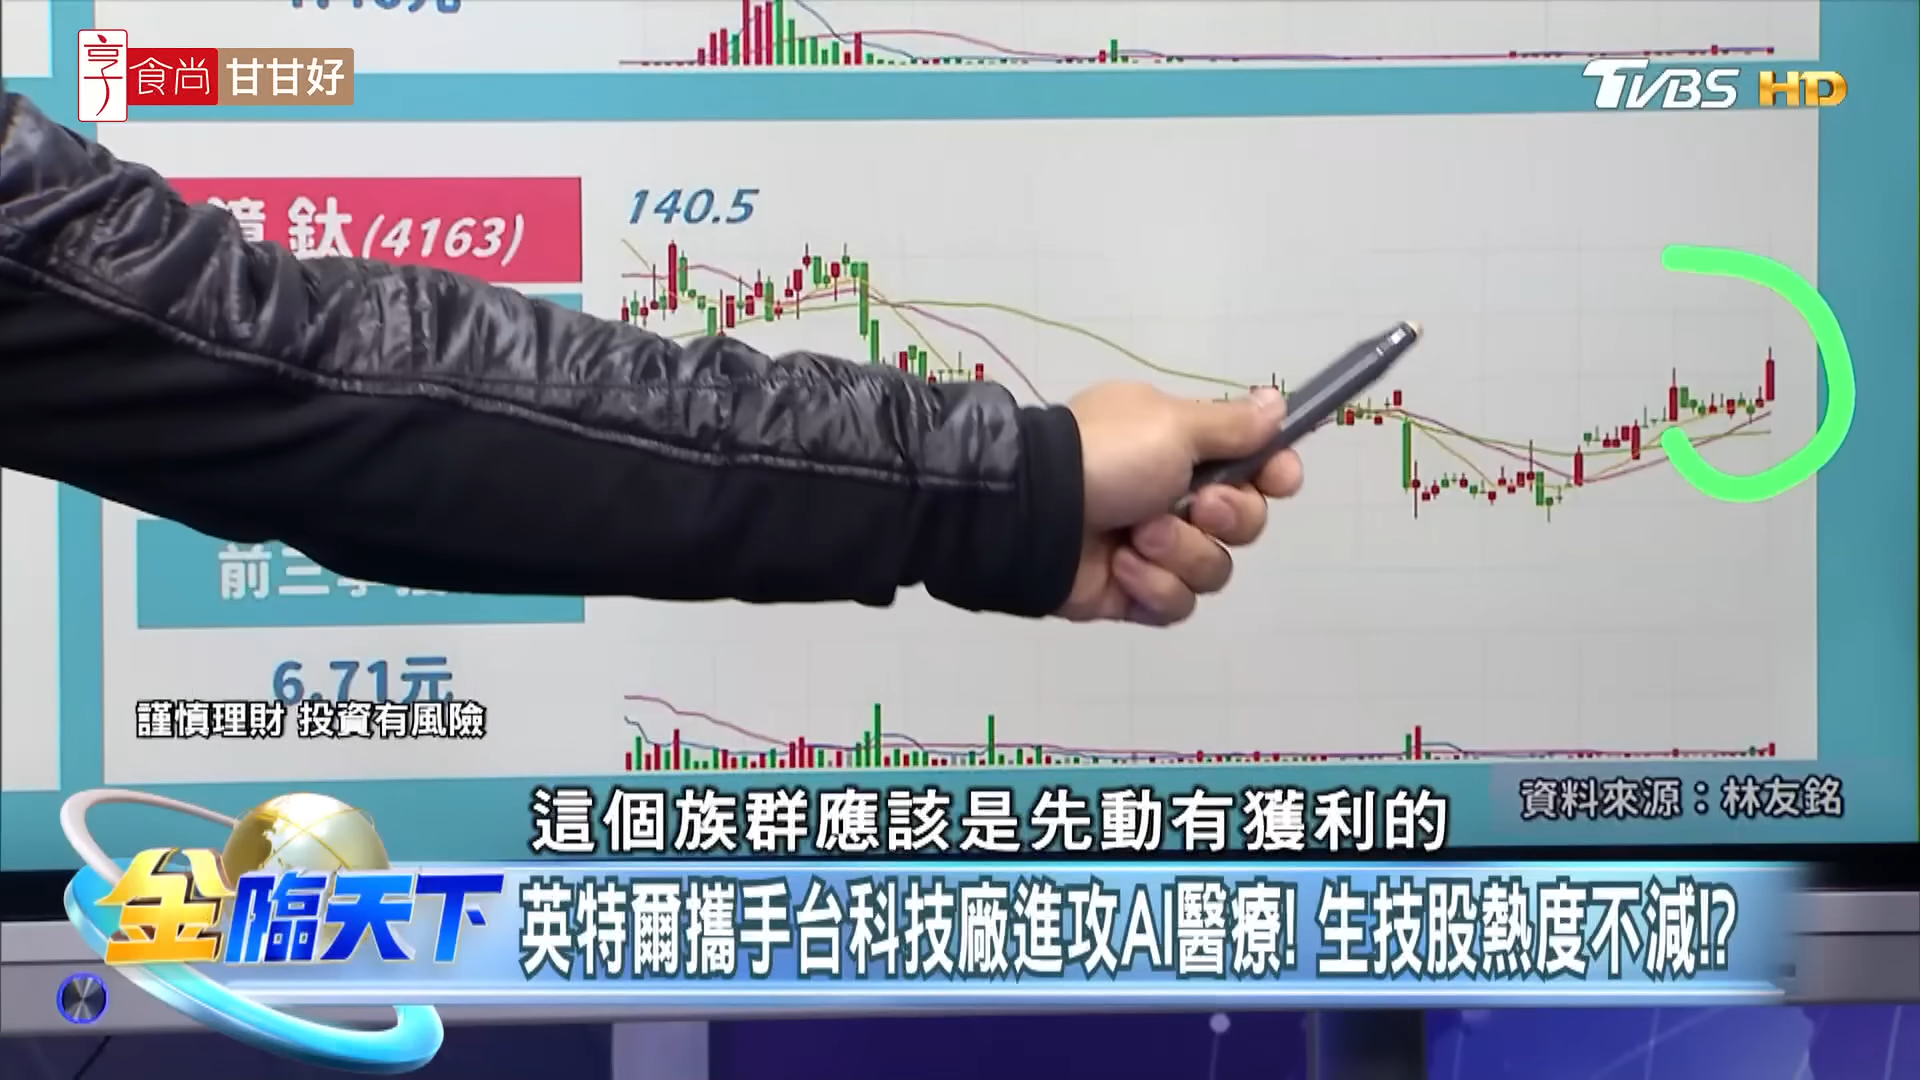 享食尚 甘甘好
TVBS HD
鈦(4163)
140.5
前三季
6.71元
謹慎理財 投資有風險
這個族群應該是先動有獲利的
資料來源：林友銘
金臨天下
英特爾攜手台科技廠進攻AI醫療! 生技股熱度不減!?